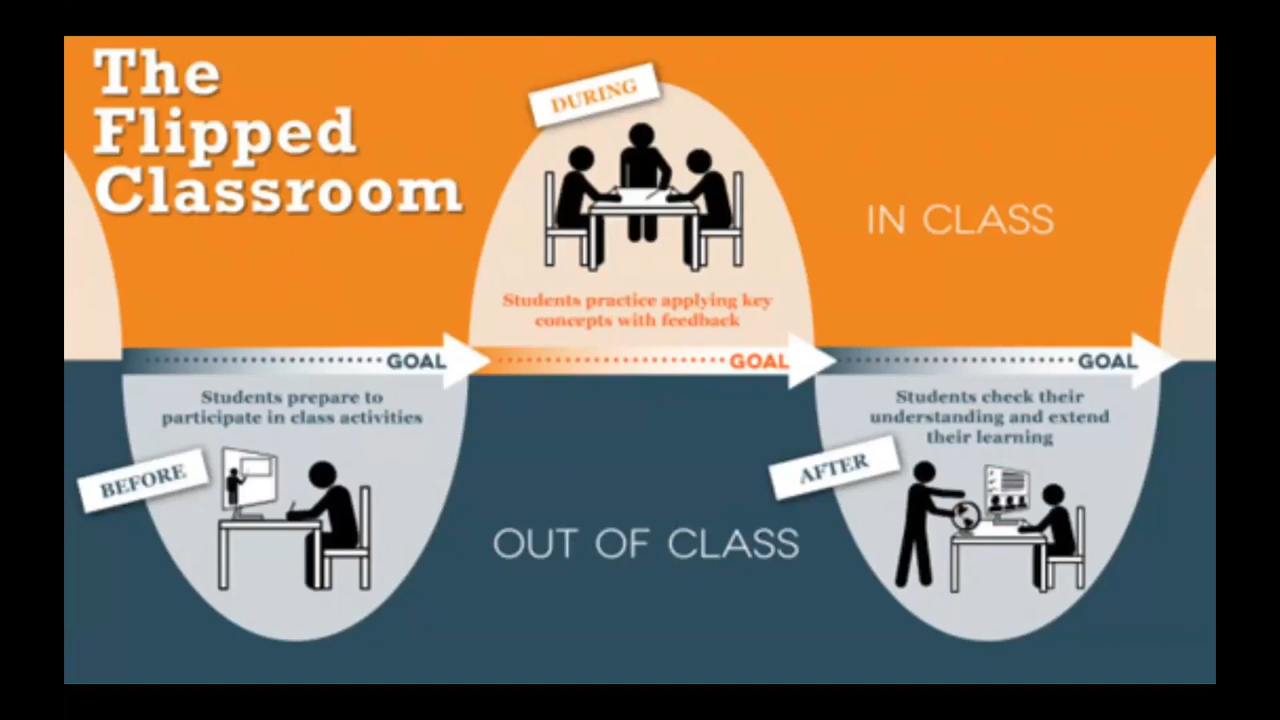 The
Flipped
Classroom
DURING
IN CLASS
Students practice applying key
concepts with feedback
GOAL
GOAL
GOAL
Students prepare to
participate in class activities
BEFORE
OUT OF CLASS
Students check their
understanding and extend
their learning
AFTER